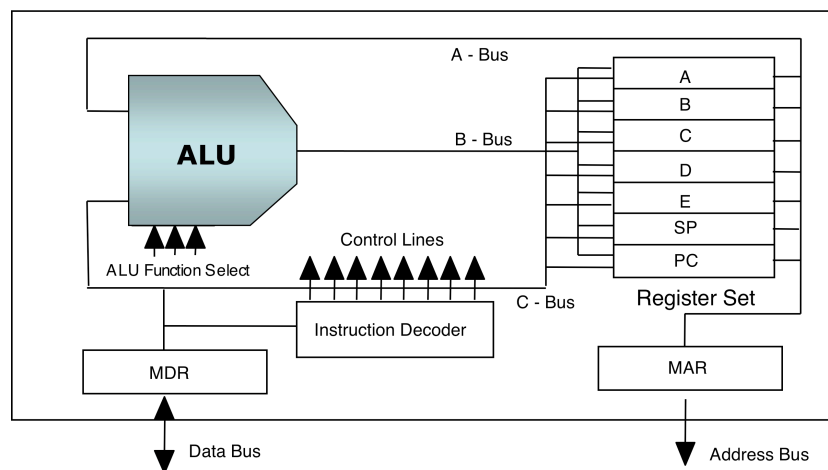 A - Bus
A
B
ALU
B - Bus
C
D
E
Control Lines
SP
ALU Function Select
PC
C - Bus
Register Set
Instruction Decoder
MDR
MAR
Data Bus
Address Bus